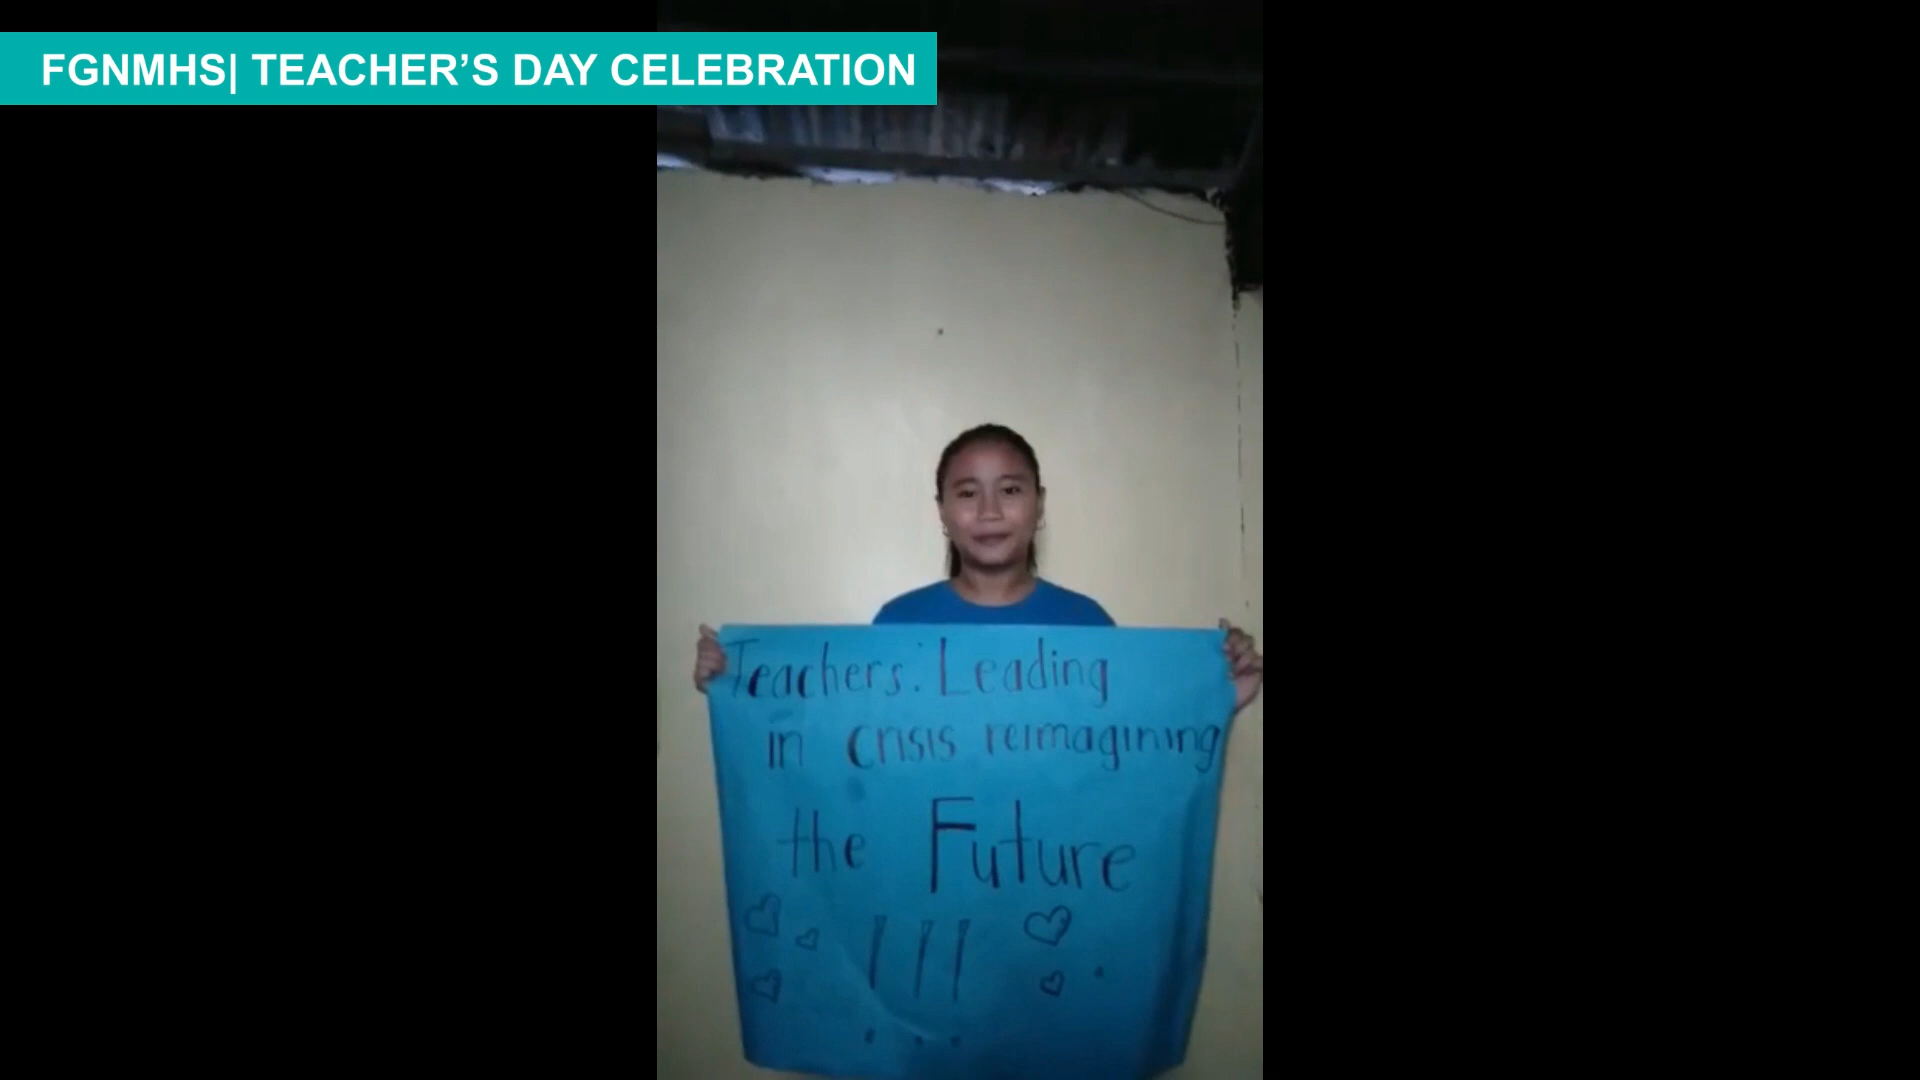 FGNMHS| TEACHER’S DAY CELEBRATION
Teachers: Leading
in crisis reimagining
the Future
!!!